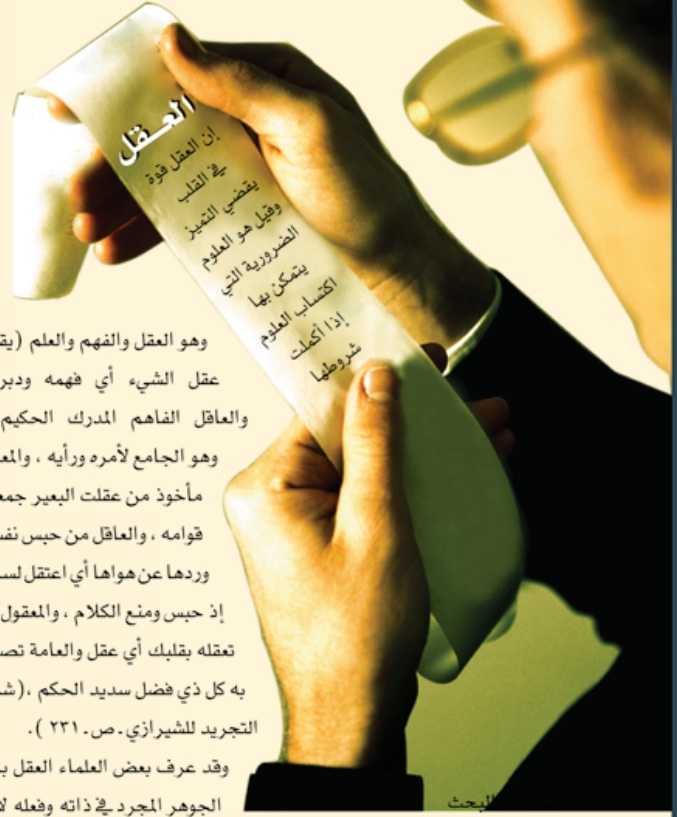 العقل
إن العقل قوة
في القلب
يقضي التميز
وقيل هو العلوم
الضرورية التي
يتمكن بها
اكتساب العلوم
إذا أكملت
شروطها
وهو العقل والفهم والعلم (يق
عقل الشيء أي فهمه ودبر
والعاقل الفاهم المدرك الحكيم
وهو الجامع لأمره ورأيه ، والمع
مأخوذ من عقلت البعير جمع
قوامه ، والعاقل من حبس نفس
وردها عن هواها أي اعتقل لسا
إذ حبس ومنع الكلام ، والمعقول
تعقله بقلبك أي عقل والعامة تص
به كل ذي فضل سديد الحكم ،( شر
التجريد للشيرازي. ص. ٢٣١ ).
وقد عرف بعض العلماء العقل ب
الجوهر المجرد في ذاته وفعله لا
البحث